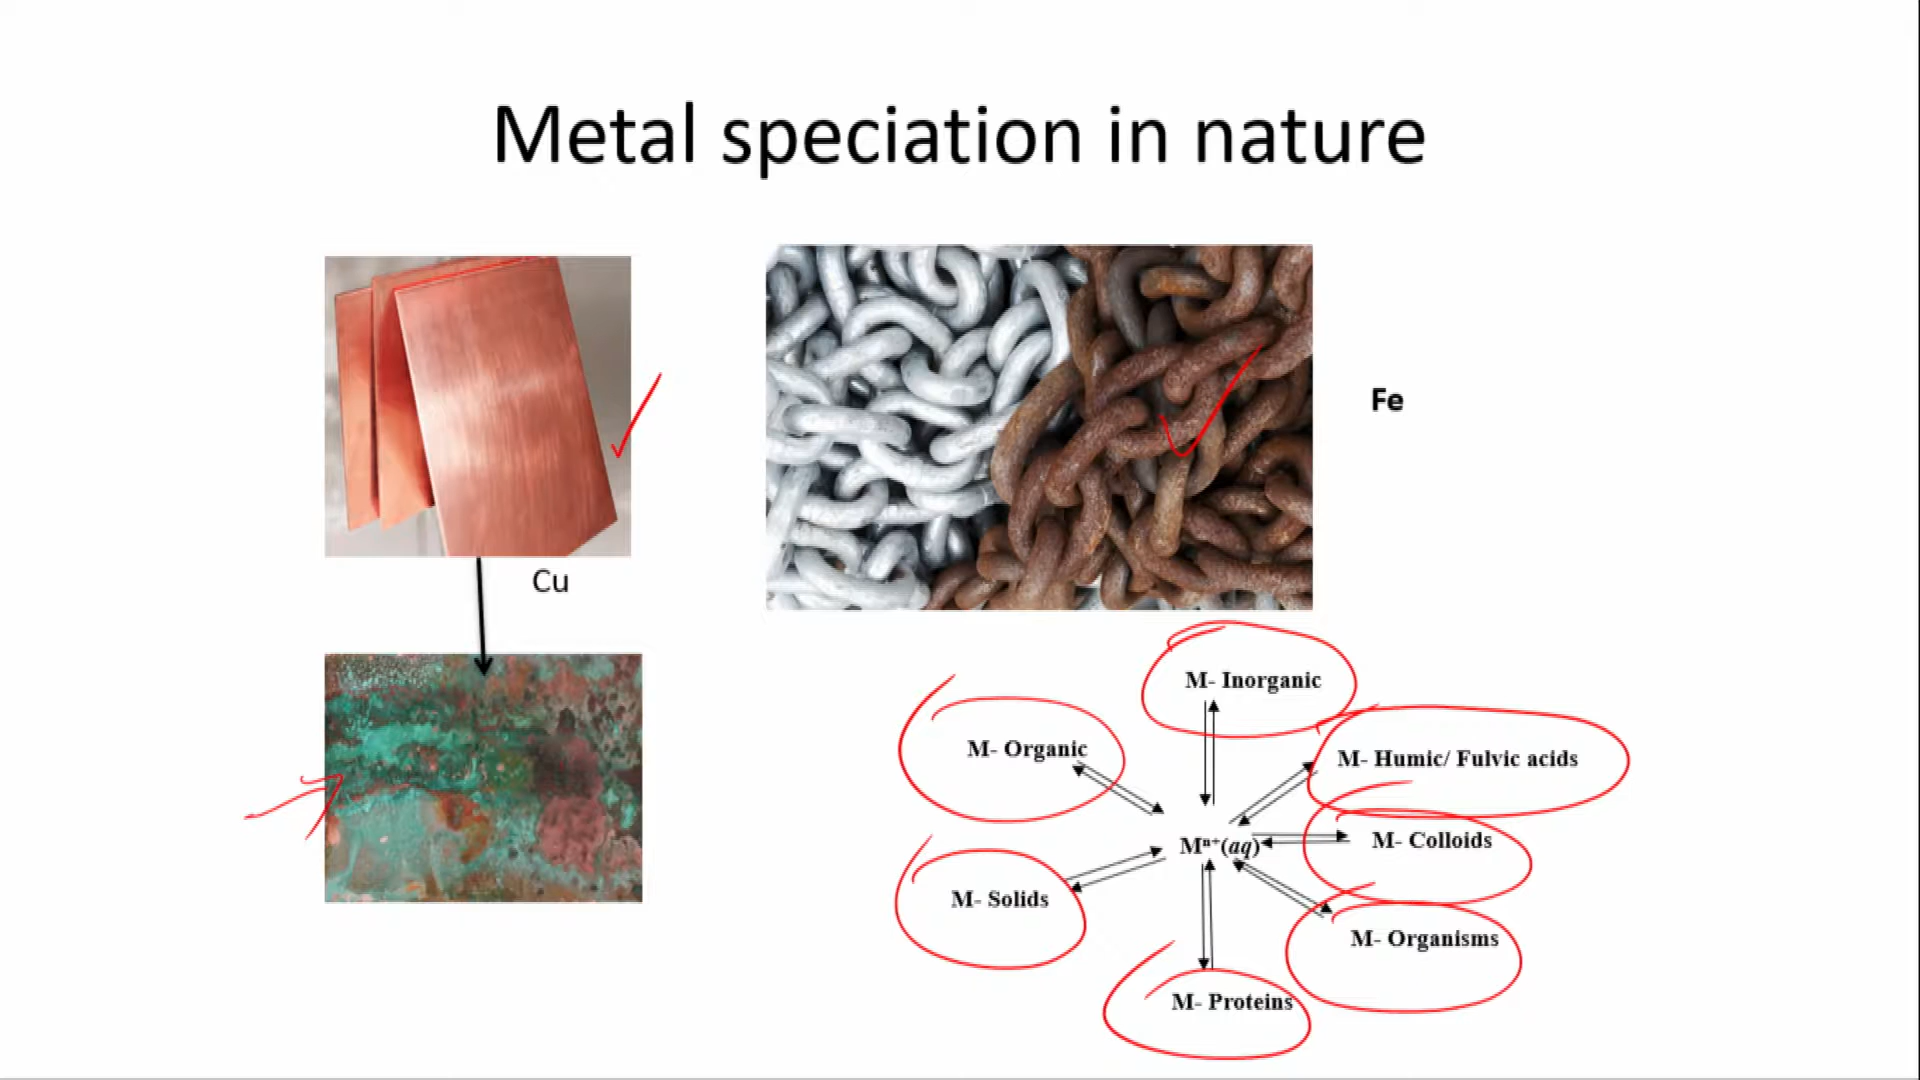 Metal speciation in nature
Cu
Fe
M- Inorganic
M- Organic
M- Humic/ Fulvic acids
Mⁿ⁺(aq)
M- Colloids
M- Solids
M- Organisms
M- Proteins